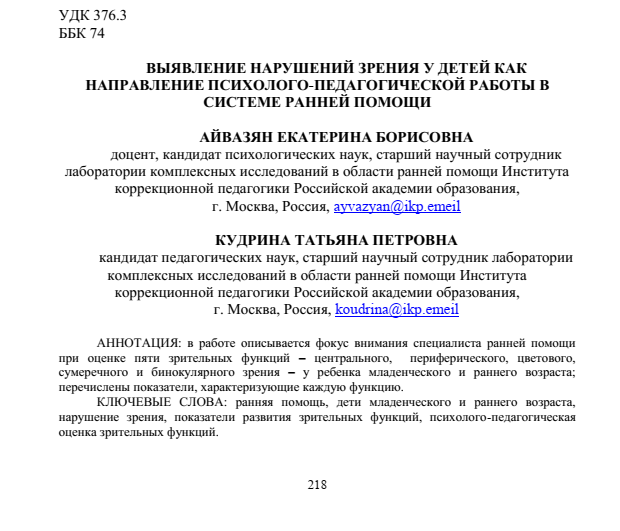 УДК 376.3
ББК 74
ВЫЯВЛЕНИЕ НАРУШЕНИЙ ЗРЕНИЯ У ДЕТЕЙ КАК
НАПРАВЛЕНИЕ ПСИХОЛОГО-ПЕДАГОГИЧЕСКОЙ РАБОТЫ В
СИСТЕМЕ РАННЕЙ ПОМОЩИ
АЙВАЗЯН ЕКАТЕРИНА БОРИСОВНА
доцент, кандидат психологических наук, старший научный сотрудник
лаборатории комплексных исследований в области ранней помощи Института
коррекционной педагогики Российской академии образования,
г. Москва, Россия, ayvazyan@ikp.emeil
КУДРИНА ТАТЬЯНА ПЕТРОВНА
кандидат педагогических наук, старший научный сотрудник лаборатории
комплексных исследований в области ранней помощи Института
коррекционной педагогики Российской академии образования,
г. Москва, Россия, koudrina@ikp.emeil
АННОТАЦИЯ: в работе описывается фокус внимания специалиста ранней помощи
при оценке пяти зрительных функций – центрального, периферического, цветового,
сумеречного и бинокулярного зрения – у ребенка младенческого и раннего возраста;
перечислены показатели, характеризующие каждую функцию.
КЛЮЧЕВЫЕ СЛОВА: ранняя помощь, дети младенческого и раннего возраста,
нарушение зрения, показатели развития зрительных функций, психолого-педагогическая
оценка зрительных функций.
218